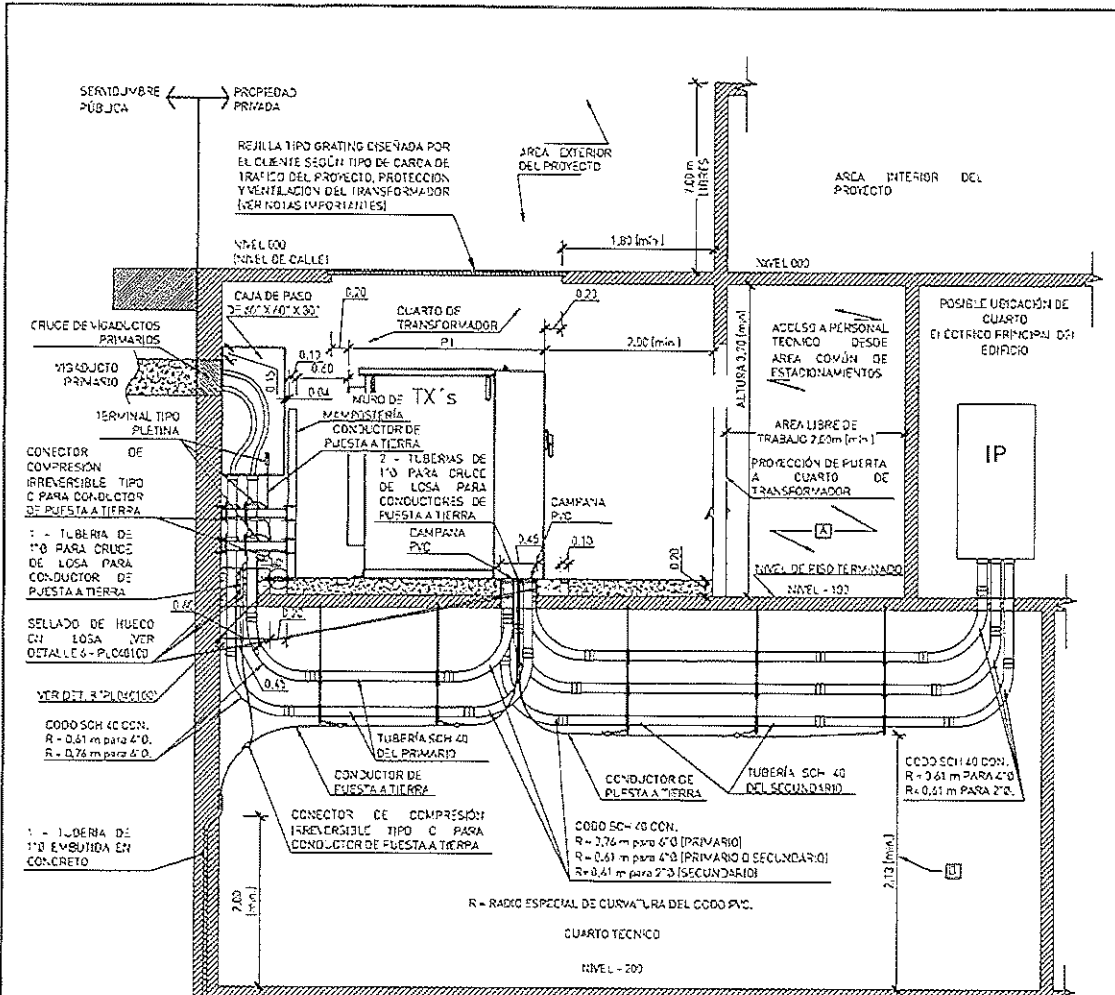 SERVIDUMBRE
PÚBLICA
PROPIEDAD
PRIVADA
REJILLA TIPO GRATING DISEÑADA POR
EL CLIENTE SEGÚN TIPO DE CARGA DE
TRAFICO DEL PROYECTO, PROTECCION
Y VENTILACION DEL TRANSFORMADOR
(VER NOTAS IMPORTANTES)
AREA EXTERIOR
DEL PROYECTO
7.00 m
LIBRES
AREA INTERIOR DEL
PROYECTO
1.80 (min)
NIVEL 000
(NIVEL DE CALLE)
NIVEL 000
CAJA DE PASO
DE 60" X 60" X 30"
0.20
CUARTO DE
TRANSFORMADOR
P1
0.20
2.00 (min)
ALTURA 3.70 (min)
ACCESO A PERSONAL
TECNICO DESDE
AREA COMÚN DE
ESTACIONAMIENTOS
POSIBLE UBICACIÓN DE
CUARTO
ELÉCTRICO PRINCIPAL DEL
EDIFICIO
CRUCE DE VIGADUCTOS
PRIMARIOS
VIGADUCTO
PRIMARIO
0.15
0.10
0.60
0.04
MURO DE
MAMPOSTERÍA
TX´s
TERMINAL TIPO
PLETINA
CONDUCTOR DE
PUESTA A TIERRA
AREA LIBRE DE
TRABAJO 2.00m (min)
IP
CONECTOR DE
COMPRESIÓN
IRREVERSIBLE TIPO
C PARA CONDUCTOR
DE PUESTA A TIERRA
2 - TUBERIAS DE
1"Ø PARA CRUCE
DE LOSA PARA
CONDUCTORES DE
PUESTA A TIERRA
PROYECCIÓN DE PUERTA
A CUARTO DE
TRANSFORMADOR
CAMPANA
PVC
CAMPANA
PVC
0.45
0.10
A
1 - TUBERIA DE
1"Ø PARA CRUCE
DE LOSA PARA
CONDUCTOR DE
PUESTA A TIERRA
0.20
NIVEL DE PISO TERMINADO
NIVEL - 100
SELLADO DE HUECO
EN LOSA (VER
DETALLE 6 - PLC40100)
0.45
CODO SCH 40 CON.
R = 0,61 m para 4"Ø.
R = 0,76 m para 6"Ø.
TUBERÍA SCH 40
DEL PRIMARIO
CONDUCTOR DE
PUESTA A TIERRA
CONDUCTOR DE
PUESTA A TIERRA
TUBERÍA SCH 40
DEL SECUNDARIO
CODO SCH 40 CON.
R = 0.61 m PARA 4"Ø
R= 0,61 m PARA 2"Ø.
1 - TUBERIA DE
1"Ø EMBUTIDA EN
CONCRETO
CONECTOR DE COMPRESIÓN
IRREVERSIBLE TIPO C PARA
CONDUCTOR DE PUESTA A TIERRA
CODO SCH 40 CON.
R = 0,76 m para 6"Ø (PRIMARIO)
R = 0.61 m para 4"Ø (PRIMARIO O SECUNDARIO)
R = 0,61 m para 2"Ø (SECUNDARIO)
2.00
(min)
2,13 (min)
R = RADIO ESPECIAL DE CURVATURA DEL CODO PVC.
CUARTO TECNICO
NIVEL - 200